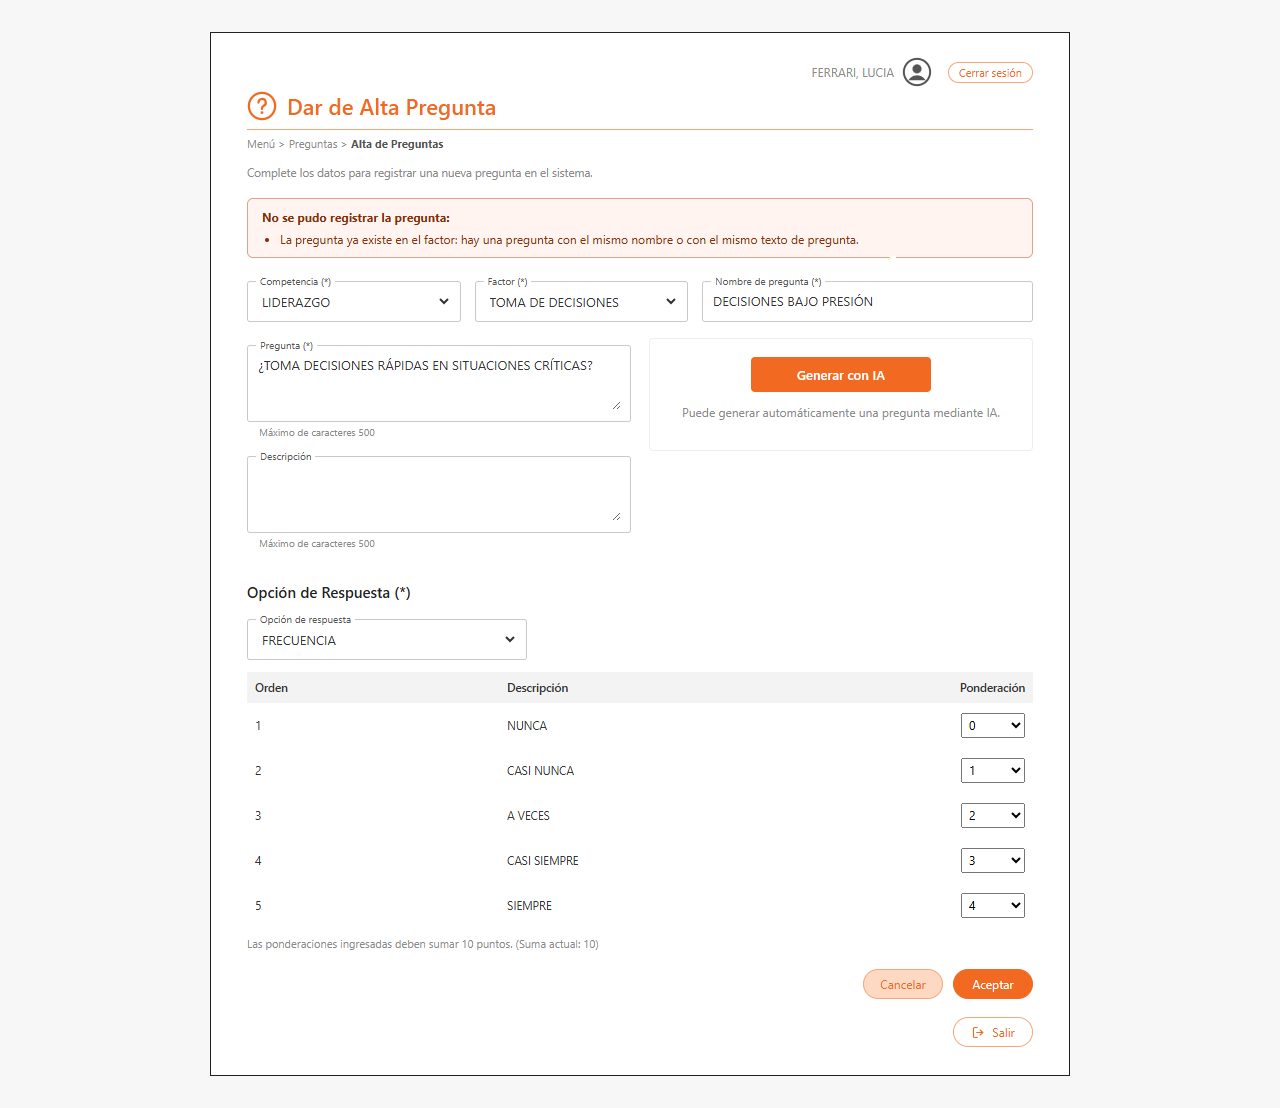 FERRARI, LUCIA
Cerrar sesión
Dar de Alta Pregunta
Menú > Preguntas > Alta de Preguntas
Complete los datos para registrar una nueva pregunta en el sistema.
No se pudo registrar la pregunta:
• La pregunta ya existe en el factor: hay una pregunta con el mismo nombre o con el mismo texto de pregunta.
Competencia (*)
LIDERAZGO
Factor (*)
TOMA DE DECISIONES
Nombre de pregunta (*)
DECISIONES BAJO PRESIÓN
Pregunta (*)
¿TOMA DECISIONES RÁPIDAS EN SITUACIONES CRÍTICAS?
Máximo de caracteres 500
Generar con IA
Puede generar automáticamente una pregunta mediante IA.
Descripción
Máximo de caracteres 500
Opción de Respuesta (*)
Opción de respuesta
FRECUENCIA
Orden Descripción Ponderación
1 NUNCA 0
2 CASI NUNCA 1
3 A VECES 2
4 CASI SIEMPRE 3
5 SIEMPRE 4
Las ponderaciones ingresadas deben sumar 10 puntos. (Suma actual: 10)
Cancelar
Aceptar
Salir